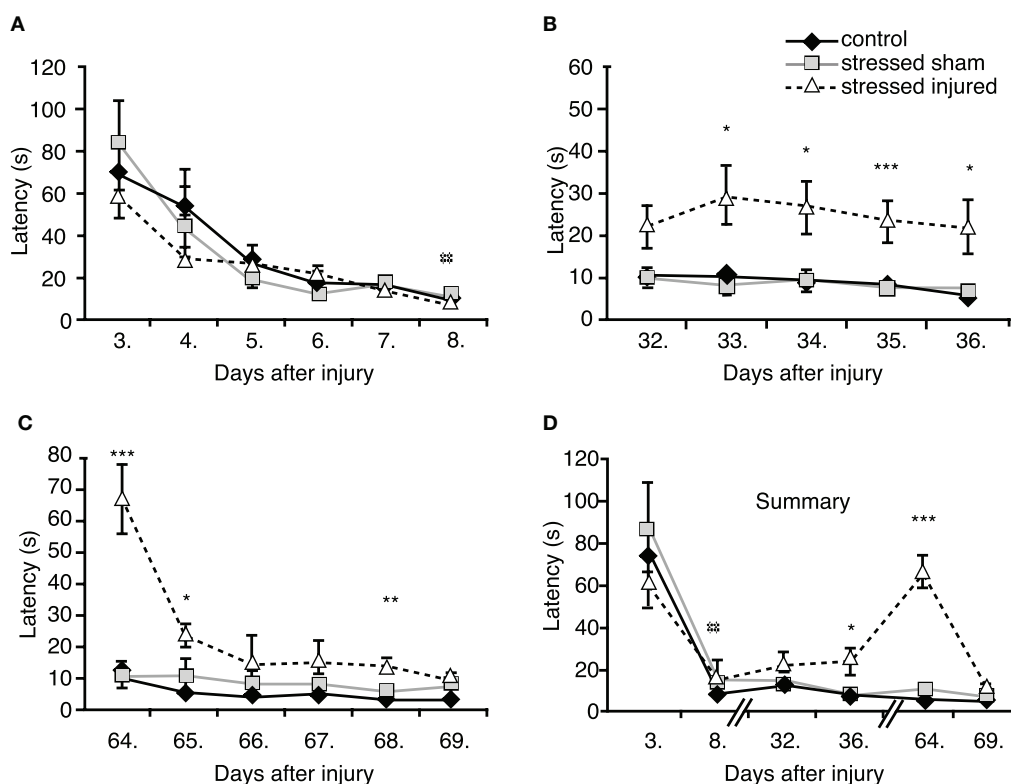 A
120
100
80
60
40
20
0
Latency (s)
3. 4. 5. 6. 7. 8.
Days after injury
B
control
stressed sham
stressed injured
60
50
40
30
20
10
0
Latency (s)
* * *** *
32. 33. 34. 35. 36.
Days after injury
C
80
70
60
50
40
30
20
10
0
Latency (s)
*** * **
64. 65. 66. 67. 68. 69.
Days after injury
D
Summary
120
100
80
60
40
20
0
Latency (s)
* ***
3. 8. 32. 36. 64. 69.
Days after injury